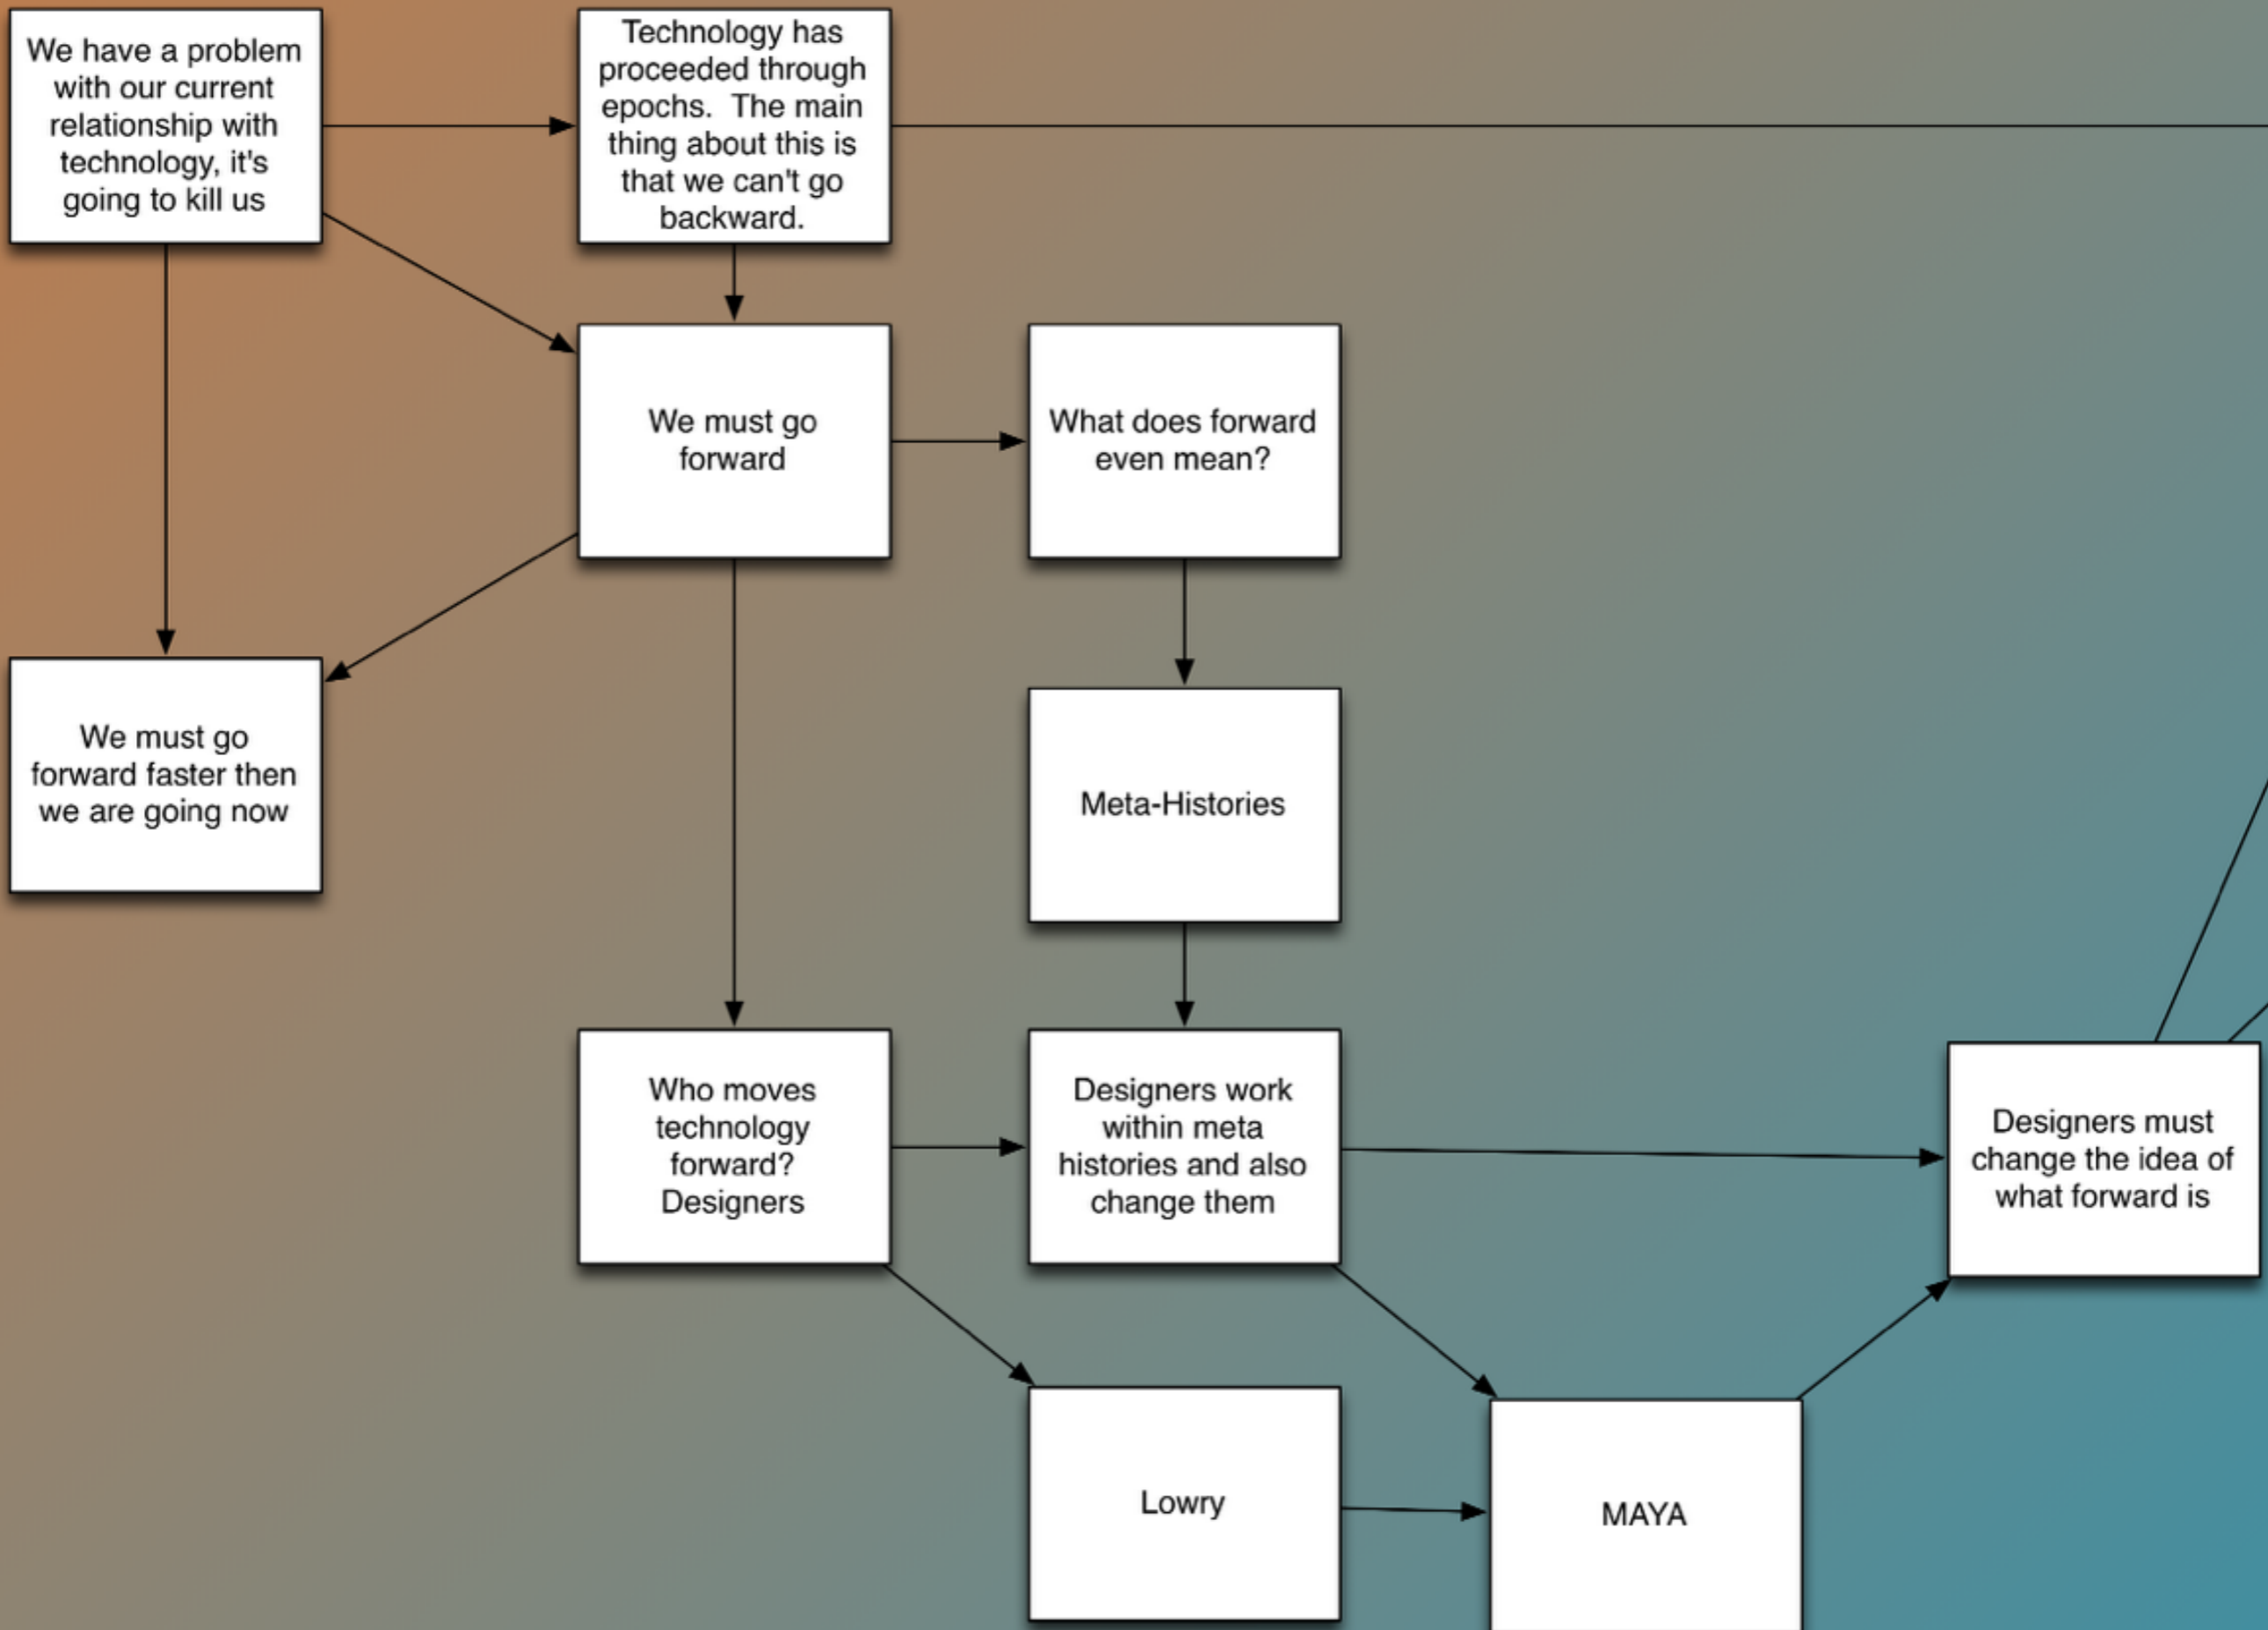 We have a problem
with our current
relationship with
technology, it's
going to kill us
Technology has
proceeded through
epochs.  The main
thing about this is
that we can't go
backward.
We must go
forward
What does forward
even mean?
We must go
forward faster then
we are going now
Meta-Histories
Who moves
technology
forward?
Designers
Designers work
within meta
histories and also
change them
Designers must
change the idea of
what forward is
Lowry
MAYA